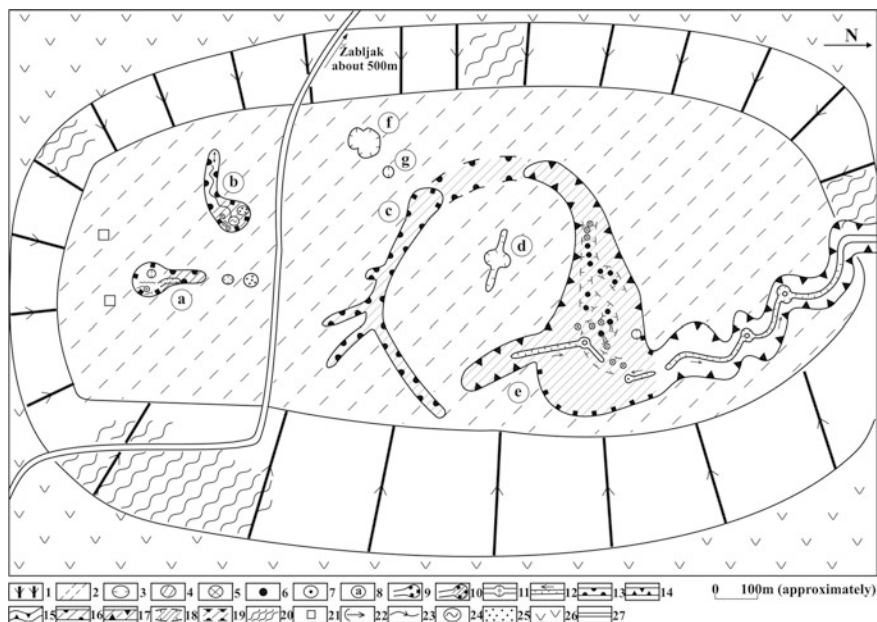 Žabljak
about 500m
N
f
g
b
c
d
a
e
1 2 3 4 5 6 7 a 8 9 10 11 12 13 14
0 100m (approximately)
15 16 17 18 19 20 21 22 23 24 25 26 27